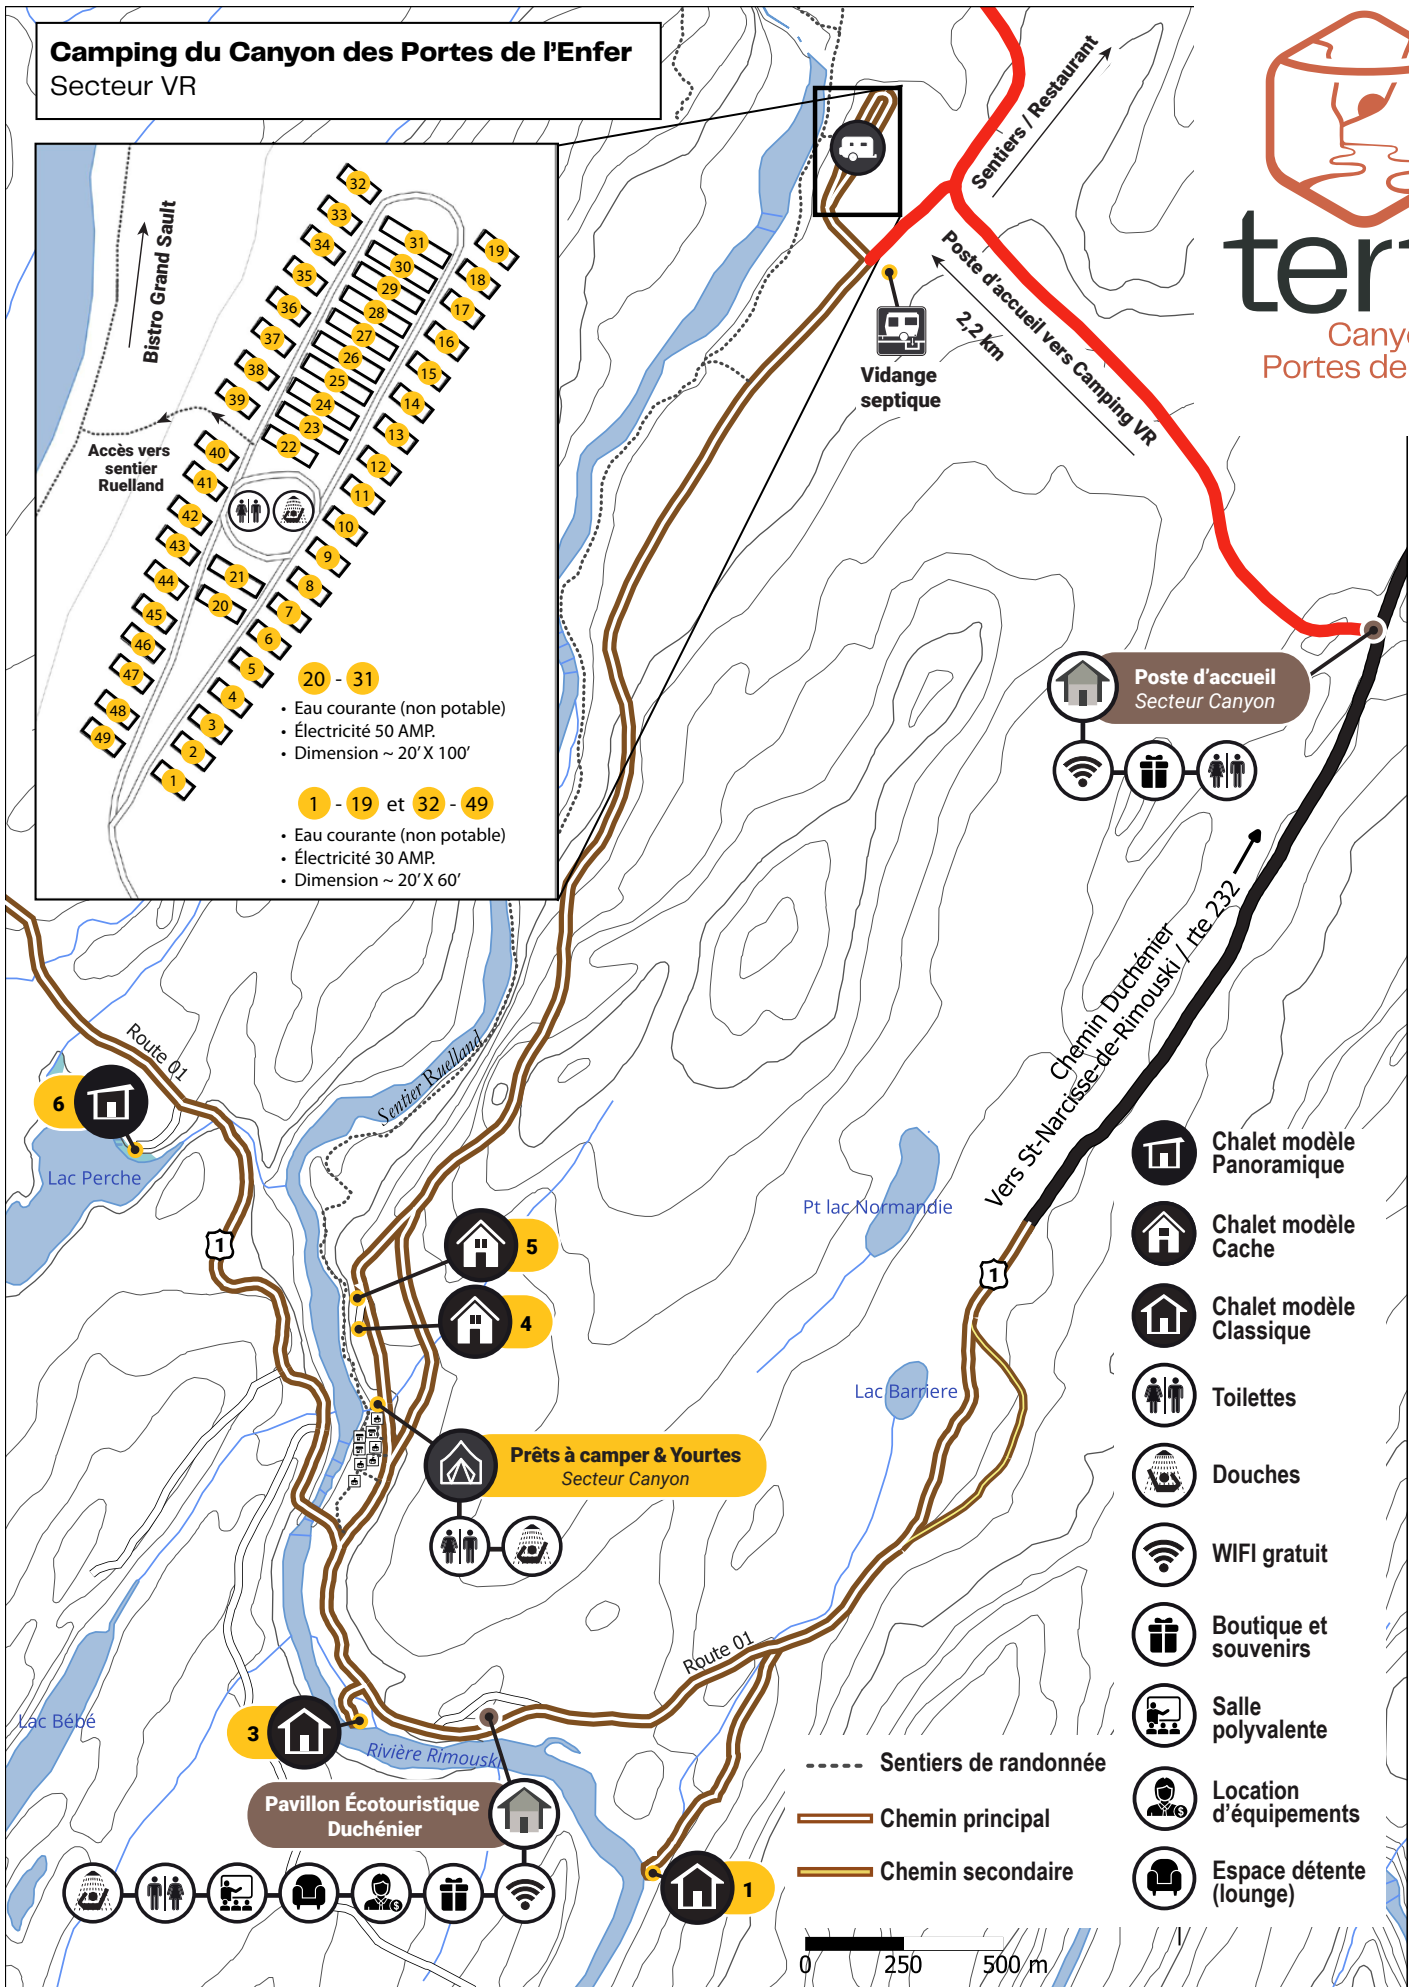 Camping du Canyon des Portes de l'Enfer
Secteur VR
Sentiers / Restaurant
Canyo
Portes de
Poste d'accueil vers Camping VR
2,2 km
Vidange
septique
Bistro Grand Sault
Accès vers
sentier
Ruelland
32
33
34
35
36
37
38
39
40
41
42
43
44
45
46
47
48
49
31
30
29
28
27
26
25
24
23
22
21
20
19
18
17
16
15
14
13
12
11
10
9
8
7
6
5
4
3
2
1
20 - 31
• Eau courante (non potable)
• Électricité 50 AMP.
• Dimension ~ 20' X 100'
1 - 19 et 32 - 49
• Eau courante (non potable)
• Électricité 30 AMP.
• Dimension ~ 20' X 60'
Poste d'accueil
Secteur Canyon
Chemin Duchénier
Vers St-Narcisse-de-Rimouski / rte 232
Route 01
Sentier Ruelland
6
Lac Perche
1
5
4
Pt lac Normandie
1
Lac Barriere
Prêts à camper & Yourtes
Secteur Canyon
Route 01
Lac Bébé
3
Rivière Rimouski
Pavillon Écotouristique
Duchénier
1
Chalet modèle
Panoramique
Chalet modèle
Cache
Chalet modèle
Classique
Toilettes
Douches
WIFI gratuit
Boutique et
souvenirs
Salle
polyvalente
Location
d'équipements
Espace détente
(lounge)
Sentiers de randonnée
Chemin principal
Chemin secondaire
0 250 500 m